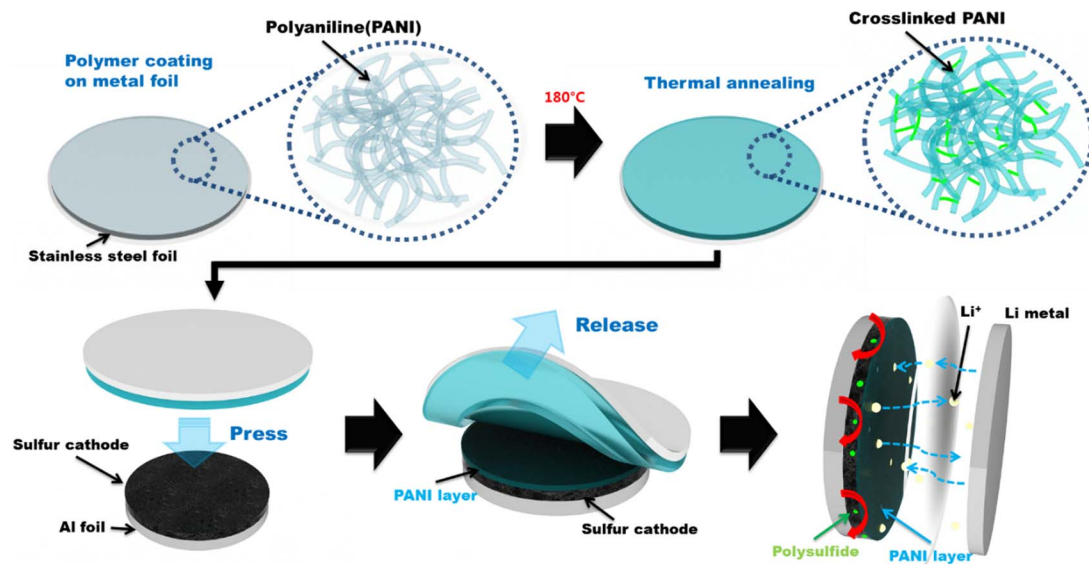 Polyaniline(PANI)
Polymer coating
on metal foil
Stainless steel foil
180°C
Thermal annealing
Crosslinked PANI
Sulfur cathode
Press
Al foil
Release
PANI layer
Sulfur cathode
Li⁺
Li metal
Polysulfide
PANI layer